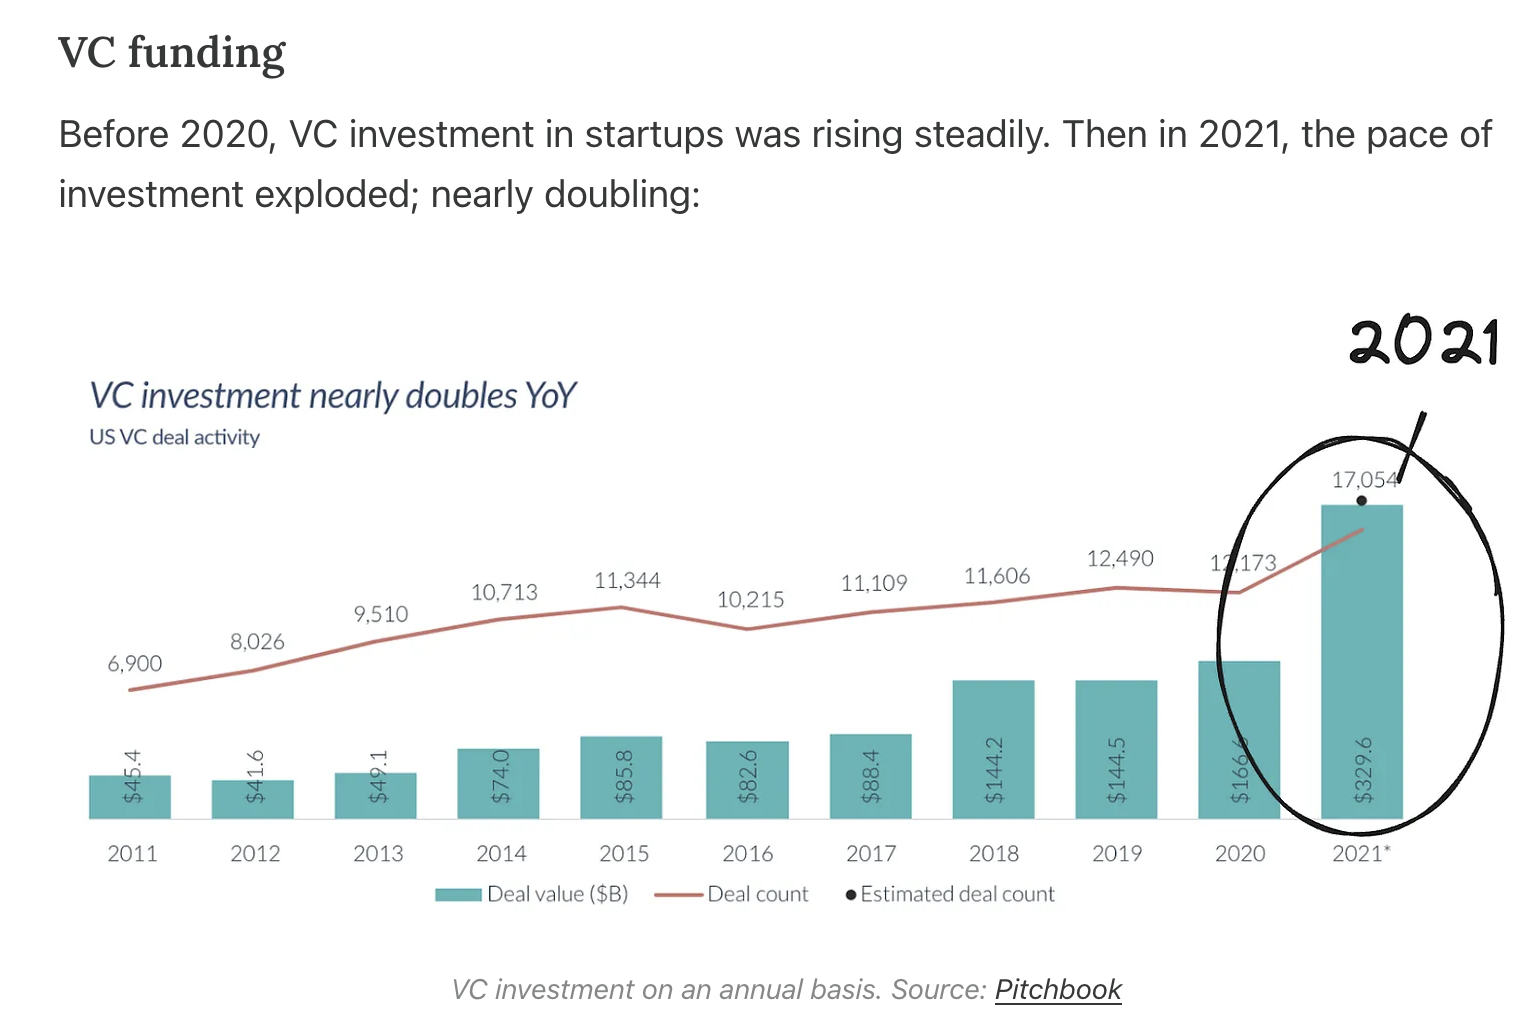 VC funding
Before 2020, VC investment in startups was rising steadily. Then in 2021, the pace of
investment exploded; nearly doubling:
2021
VC investment nearly doubles YoY
US VC deal activity
17,054
12,490
12,173
11,606
11,344
11,109
10,713
10,215
9,510
8,026
6,900
$45.4 $41.6 $49.1 $74.0 $85.8 $82.6 $88.4 $144.2 $144.5 $166.6 $329.6
2011 2012 2013 2014 2015 2016 2017 2018 2019 2020 2021*
Deal value ($B) Deal count Estimated deal count
VC investment on an annual basis. Source: Pitchbook